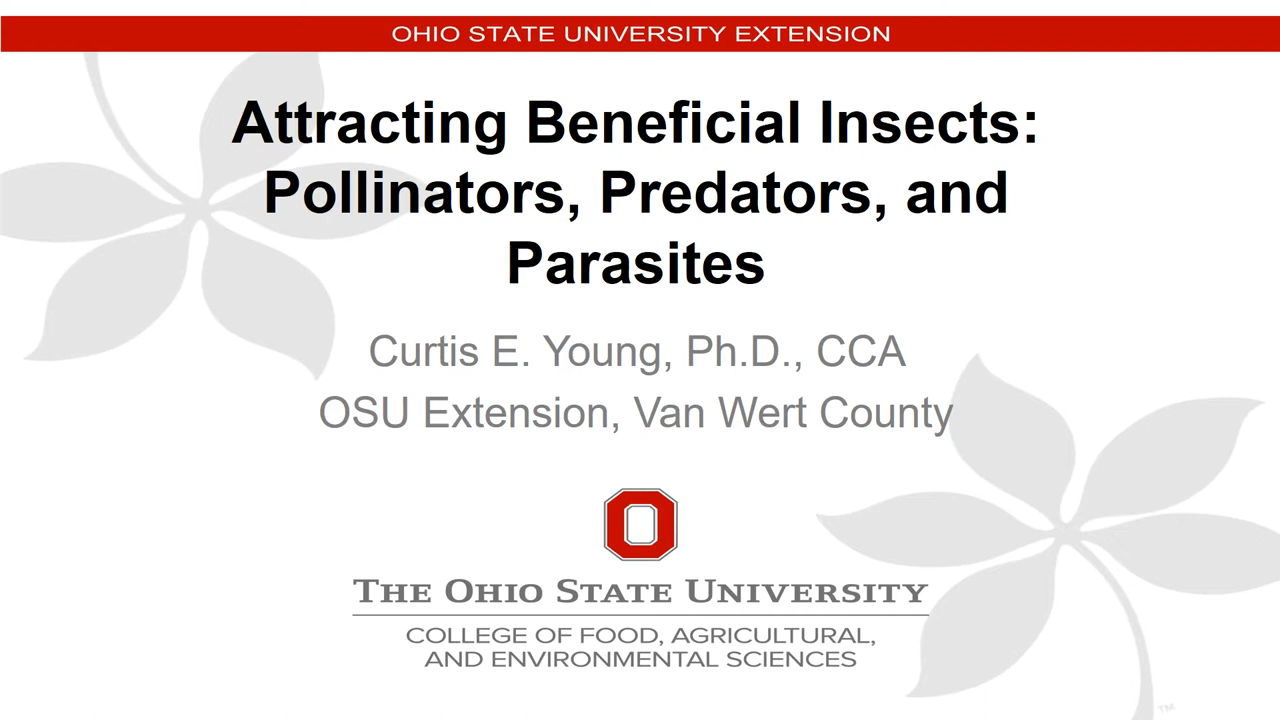 OHIO STATE UNIVERSITY EXTENSION
Attracting Beneficial Insects:
Pollinators, Predators, and
Parasites
Curtis E. Young, Ph.D., CCA
OSU Extension, Van Wert County
THE OHIO STATE UNIVERSITY
COLLEGE OF FOOD, AGRICULTURAL,
AND ENVIRONMENTAL SCIENCES
TM